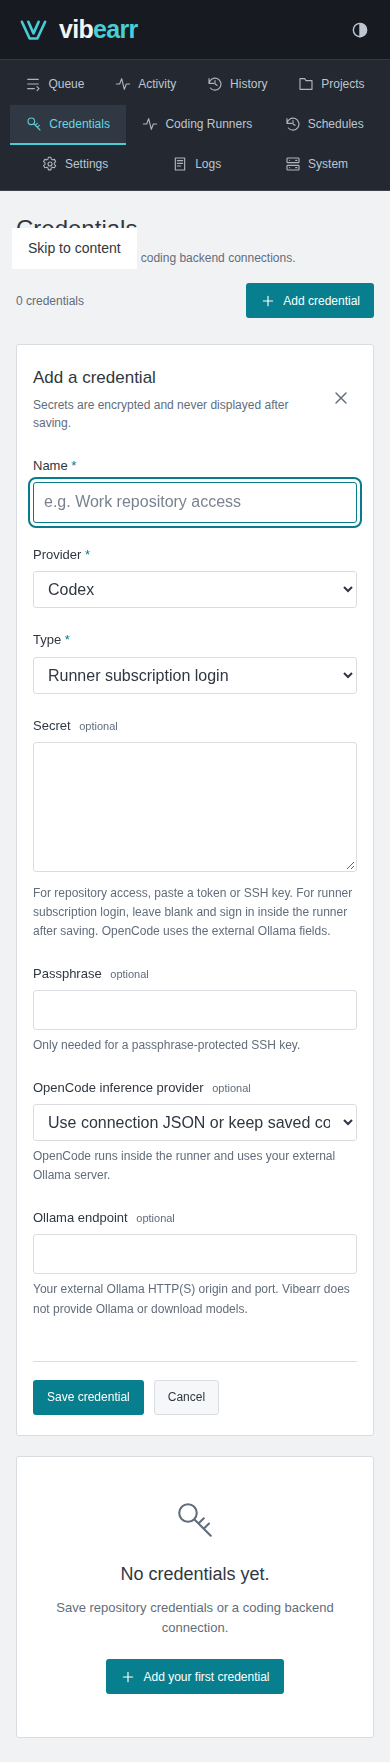 vibearr
Queue Activity History Projects
Credentials Coding Runners Schedules
Settings Logs System
Credentials
Skip to content
coding backend connections.
0 credentials
Add credential
Add a credential
Secrets are encrypted and never displayed after
saving.
Name *
e.g. Work repository access
Provider *
Codex
Type *
Runner subscription login
Secret optional
For repository access, paste a token or SSH key. For runner
subscription login, leave blank and sign in inside the runner
after saving. OpenCode uses the external Ollama fields.
Passphrase optional
Only needed for a passphrase-protected SSH key.
OpenCode inference provider optional
Use connection JSON or keep saved co
OpenCode runs inside the runner and uses your external
Ollama server.
Ollama endpoint optional
Your external Ollama HTTP(S) origin and port. Vibearr does
not provide Ollama or download models.
Save credential Cancel
No credentials yet.
Save repository credentials or a coding backend
connection.
Add your first credential